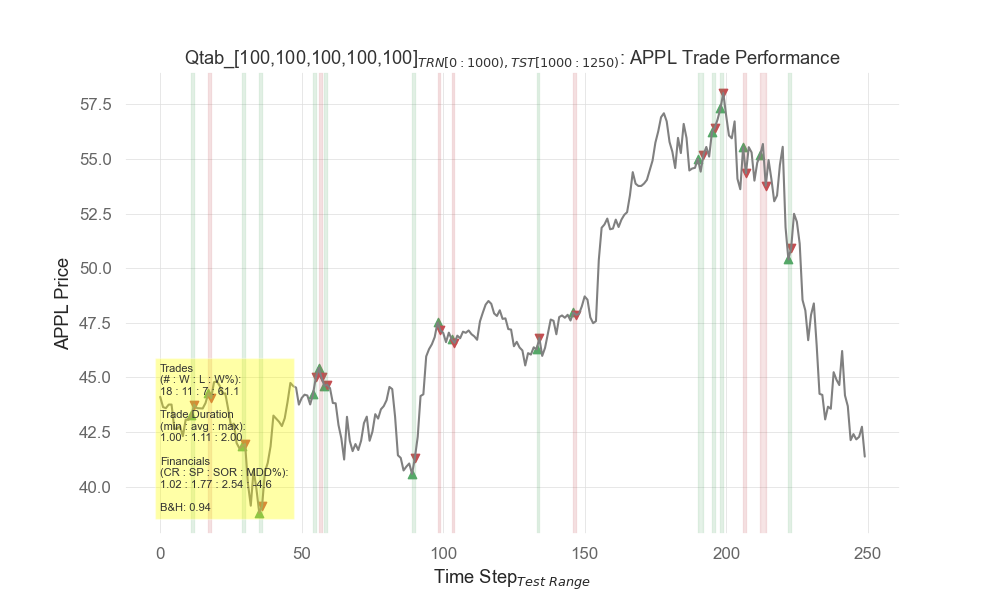 Qtab_[100,100,100,100,100]TRN[0 : 1000), TST[1000 : 1250): APPL Trade Performance
57.5
55.0
52.5
50.0
47.5
45.0
42.5
40.0
APPL Price
Trades
(# : W : L : W%):
18 : 11 : 7 : 61.1
Trade Duration
(min : avg : max):
1.00 : 1.11 : 2.00
Financials
(CR : SP : SOR : MDD%):
1.02 : 1.77 : 2.54 : -4.6
B&H: 0.94
0 50 100 150 200 250
Time StepTest Range